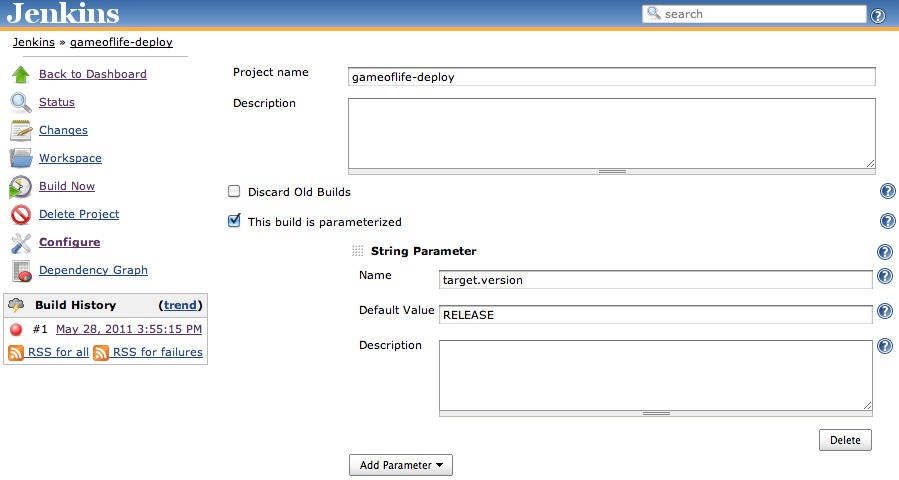 Jenkins
search
Jenkins » gameoflife-deploy
Back to Dashboard
Status
Changes
Workspace
Build Now
Delete Project
Configure
Dependency Graph
Build History (trend)
#1 May 28, 2011 3:55:15 PM
RSS for all RSS for failures
Project name gameoflife-deploy
Description
Discard Old Builds
This build is parameterized
String Parameter
Name target.version
Default Value RELEASE
Description
Delete
Add Parameter